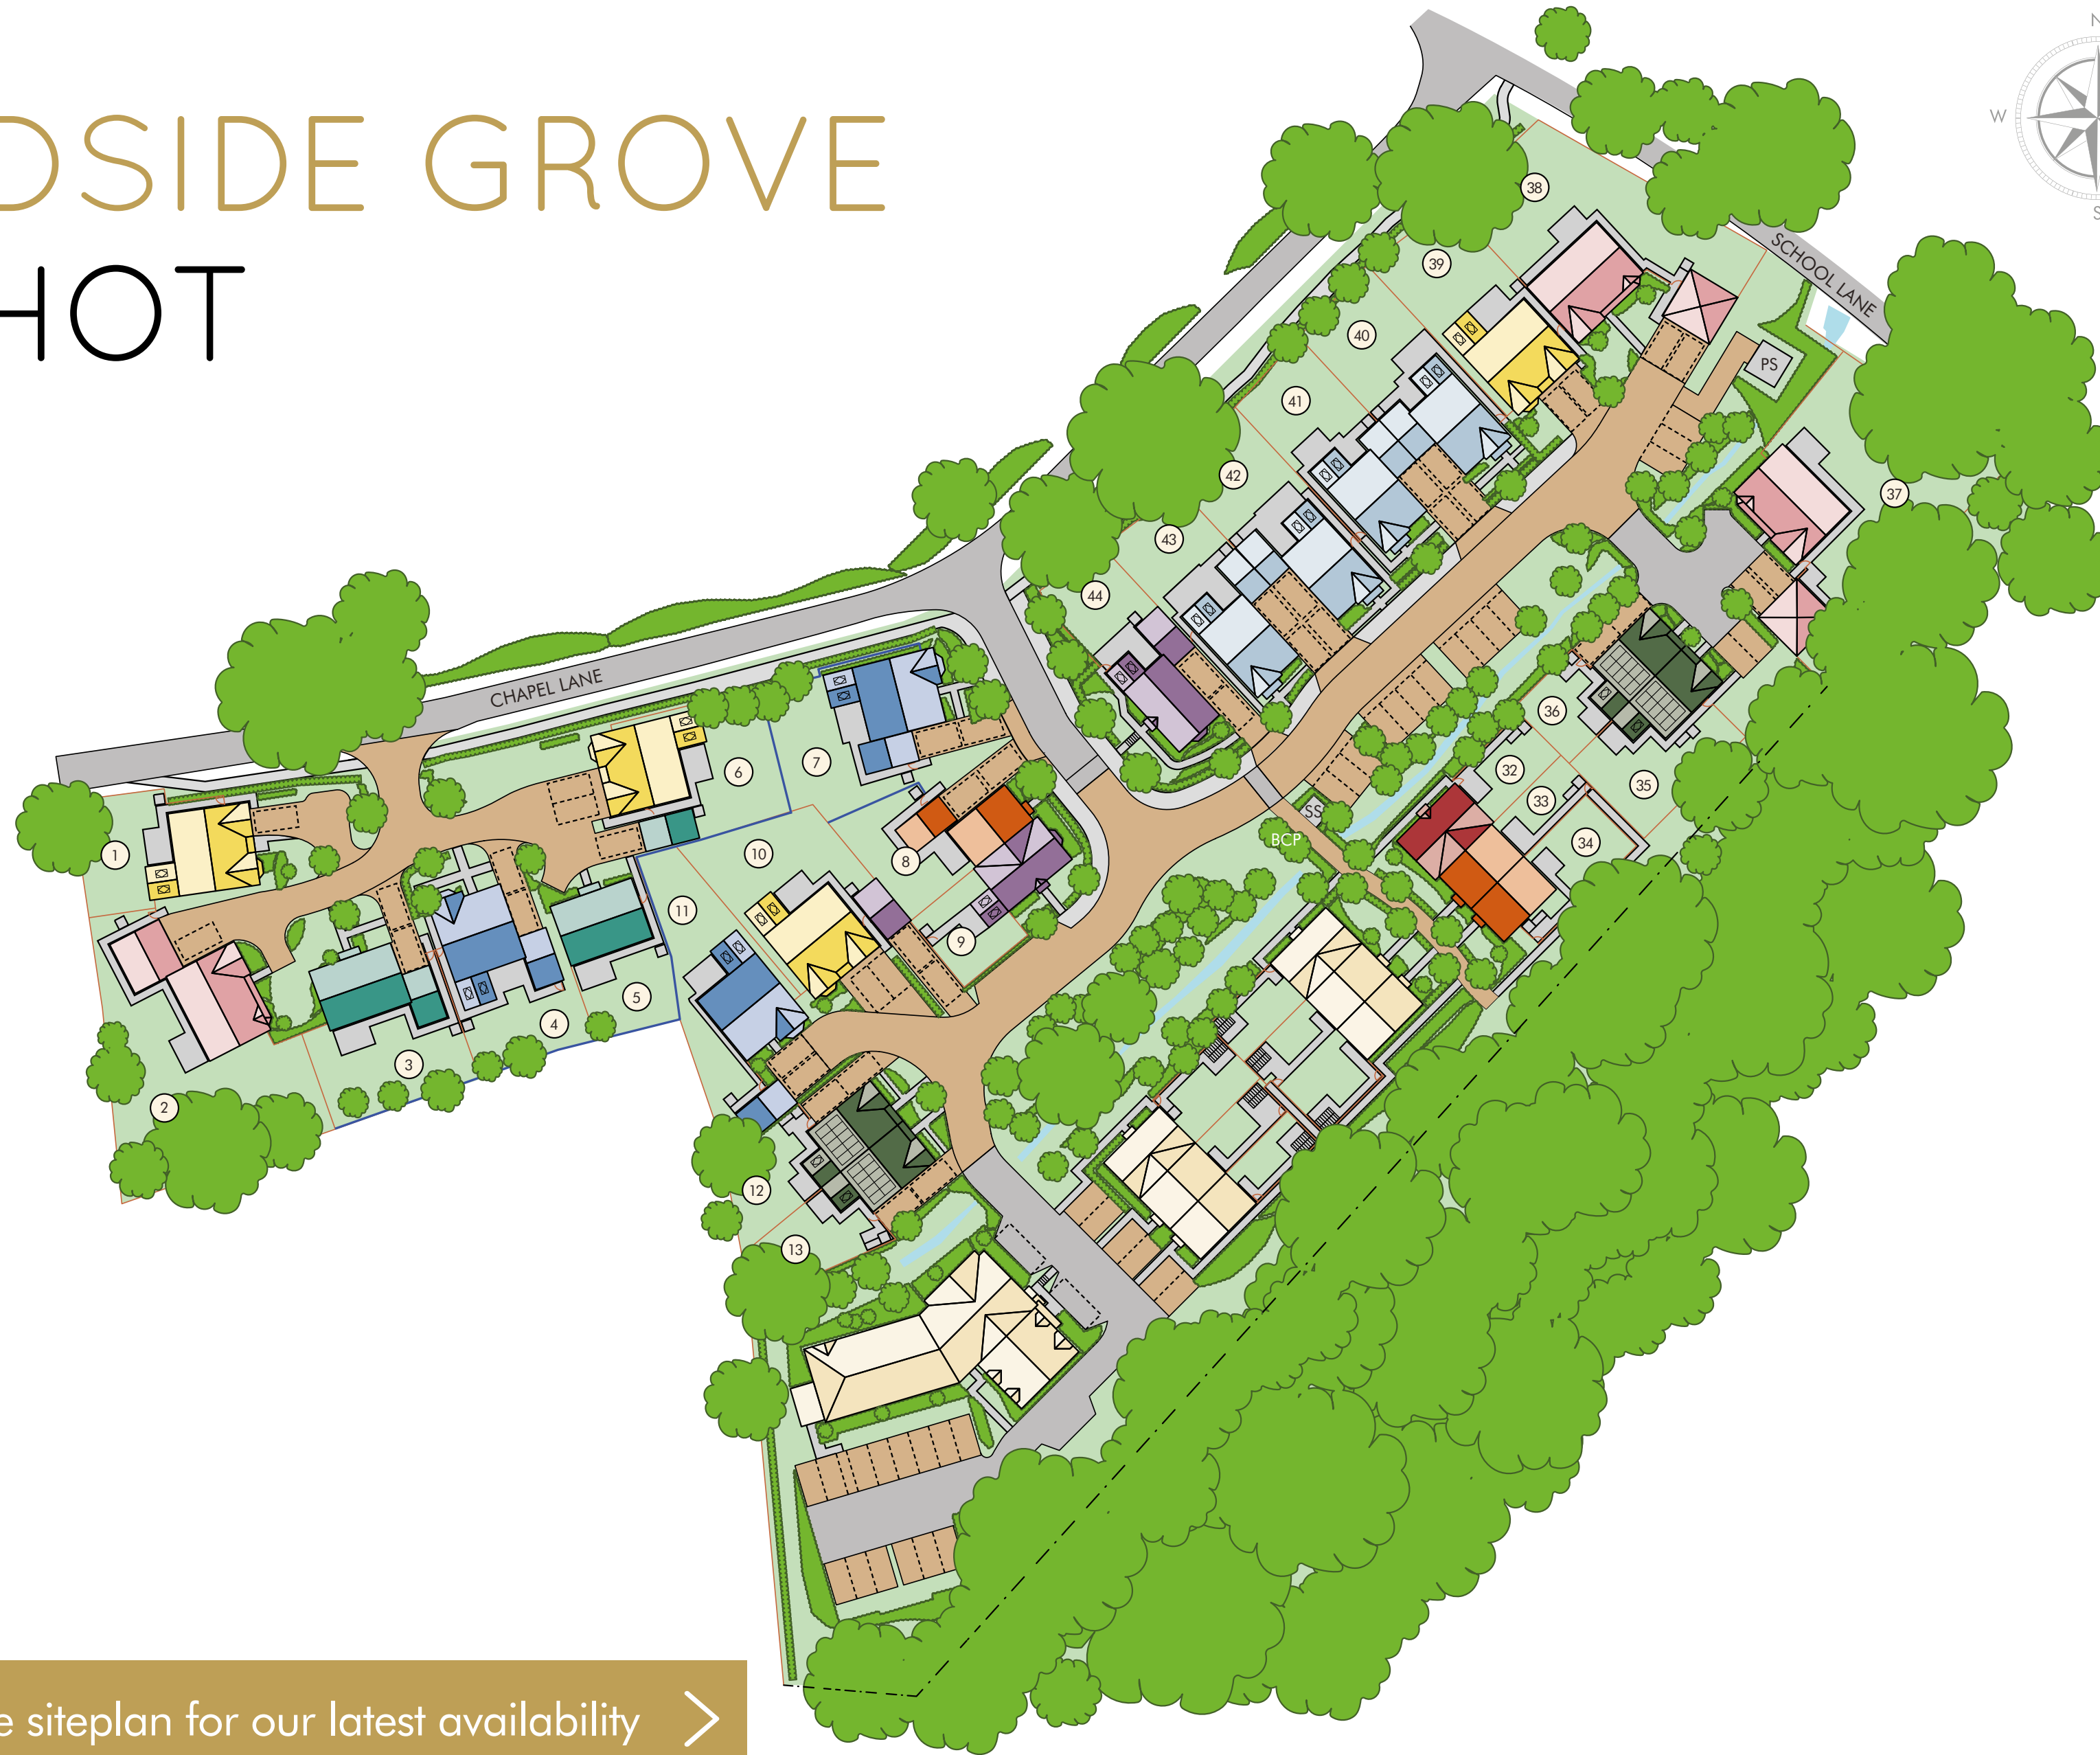 DSIDE GROVE
HOT
N
W
S
SCHOOL LANE
CHAPEL LANE
PS
SS
BCP
38
39
40
41
42
43
44
37
36
32
33
35
34
1
2
3
4
5
6
7
8
9
10
11
12
13
e siteplan for our latest availability